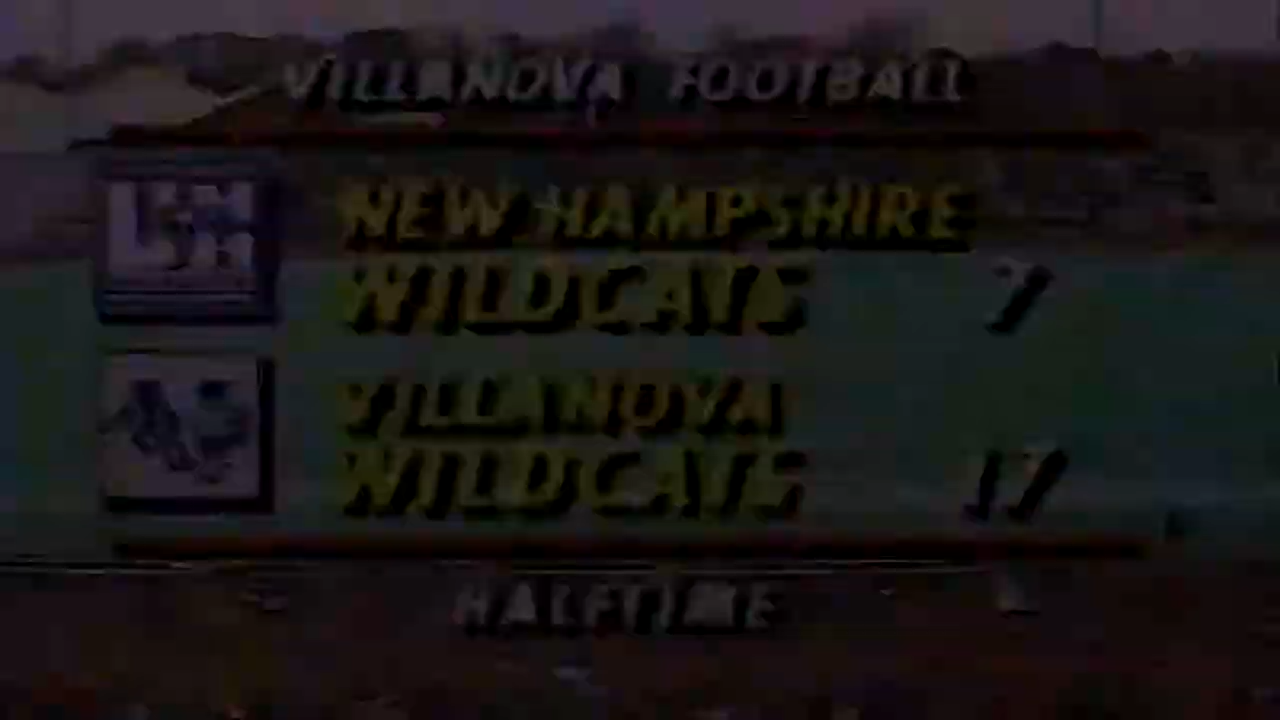 VILLANOVA FOOTBALL
NEW HAMPSHIRE
WILDCATS 7
VILLANOVA
WILDCATS 17
HALFTIME